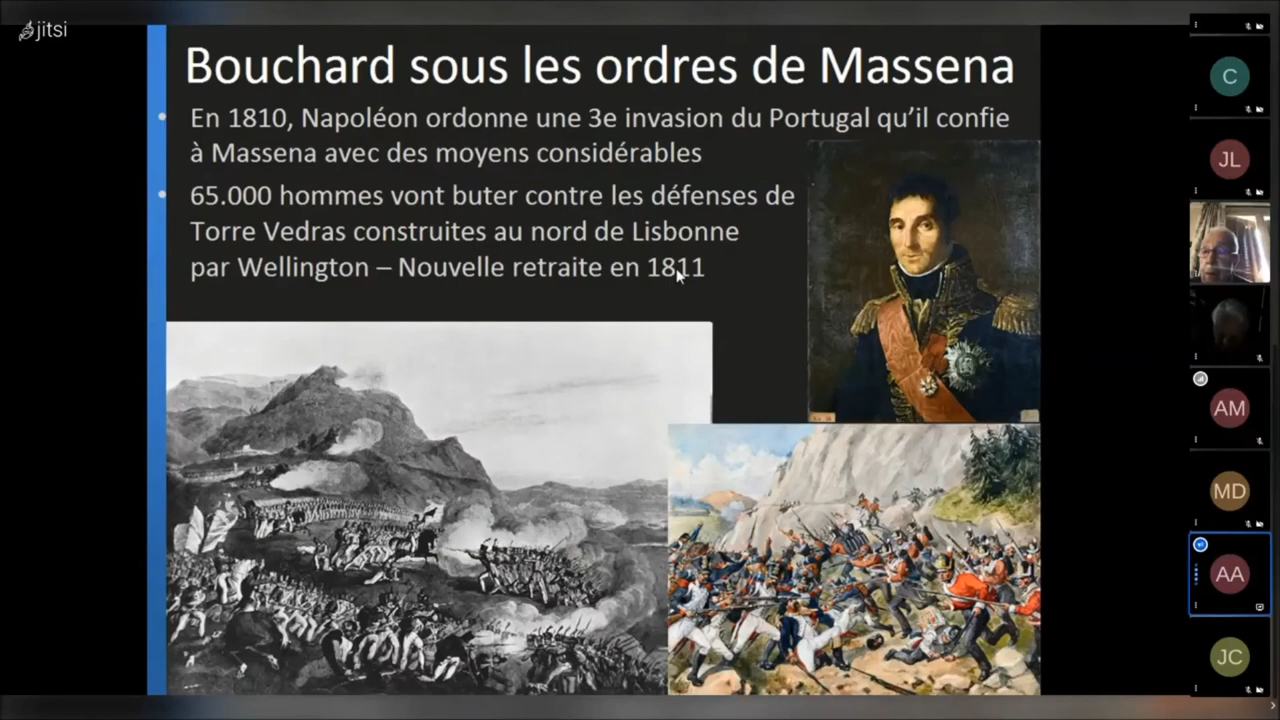 jitsi
Bouchard sous les ordres de Massena
En 1810, Napoléon ordonne une 3e invasion du Portugal qu'il confie
à Massena avec des moyens considérables
65.000 hommes vont buter contre les défenses de
Torre Vedras construites au nord de Lisbonne
par Wellington – Nouvelle retraite en 1811
C
JL
AM
MD
AA
JC